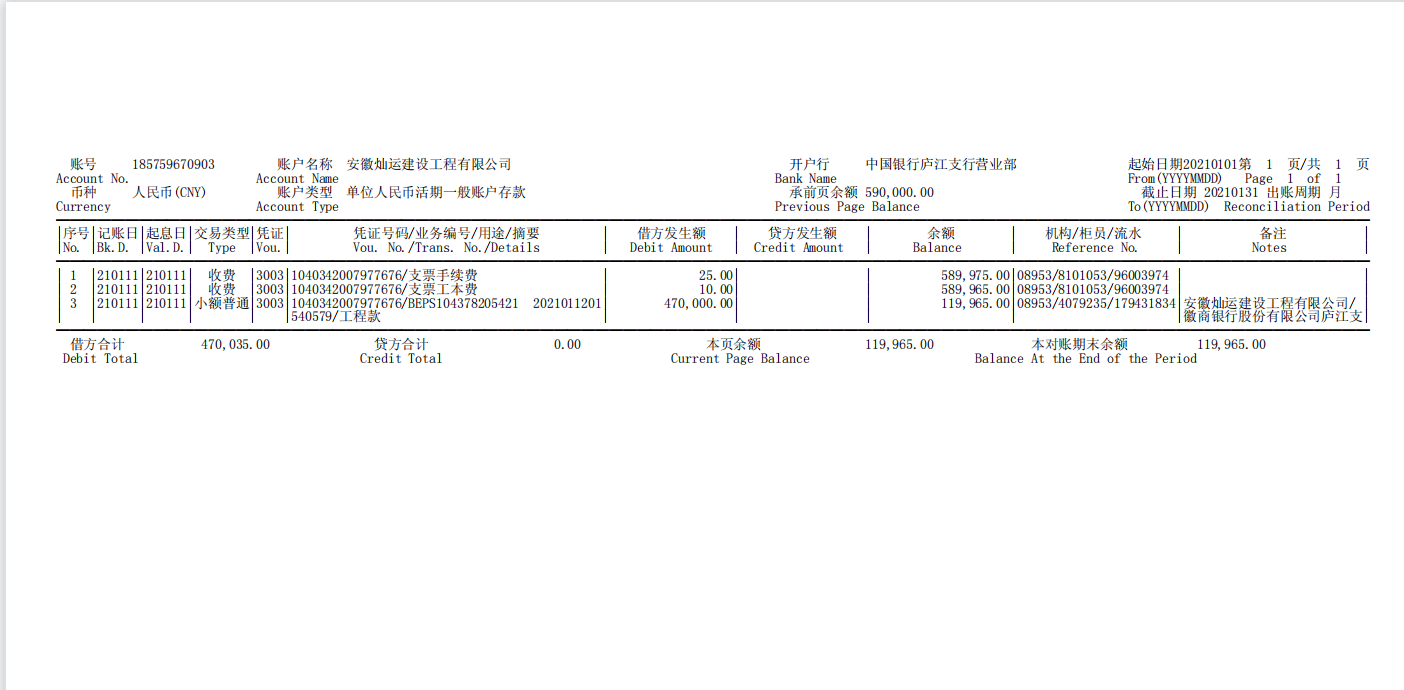 账号 185759670903 账户名称 安徽灿运建设工程有限公司 开户行 中国银行庐江支行营业部 起始日期20210101第 1 页/共 1 页
Account No. Account Name Bank Name From(YYYYMMDD) Page 1 of 1
币种 人民币(CNY) 账户类型 单位人民币活期一般账户存款 承前页余额 590,000.00 截止日期 20210131 出账周期 月
Currency Account Type Previous Page Balance To(YYYYMMDD) Reconciliation Period
序号 记账日 起息日 交易类型 凭证 凭证号码/业务编号/用途/摘要 借方发生额 贷方发生额 余额 机构/柜员/流水 备注
No. Bk.D. Val.D. Type Vou. Vou. No./Trans. No./Details Debit Amount Credit Amount Balance Reference No. Notes
1 210111 210111 收费 3003 1040342007977676/支票手续费 25.00 589,975.00 08953/8101053/96003974
2 210111 210111 收费 3003 1040342007977676/支票工本费 10.00 589,965.00 08953/8101053/96003974
3 210111 210111 小额普通 3003 1040342007977676/BEPS104378205421 2021011201 470,000.00 119,965.00 08953/4079235/179431834 安徽灿运建设工程有限公司/
540579/工程款 徽商银行股份有限公司庐江支
借方合计 470,035.00 贷方合计 0.00 本页余额 119,965.00 本对账期末余额 119,965.00
Debit Total Credit Total Current Page Balance Balance At the End of the Period